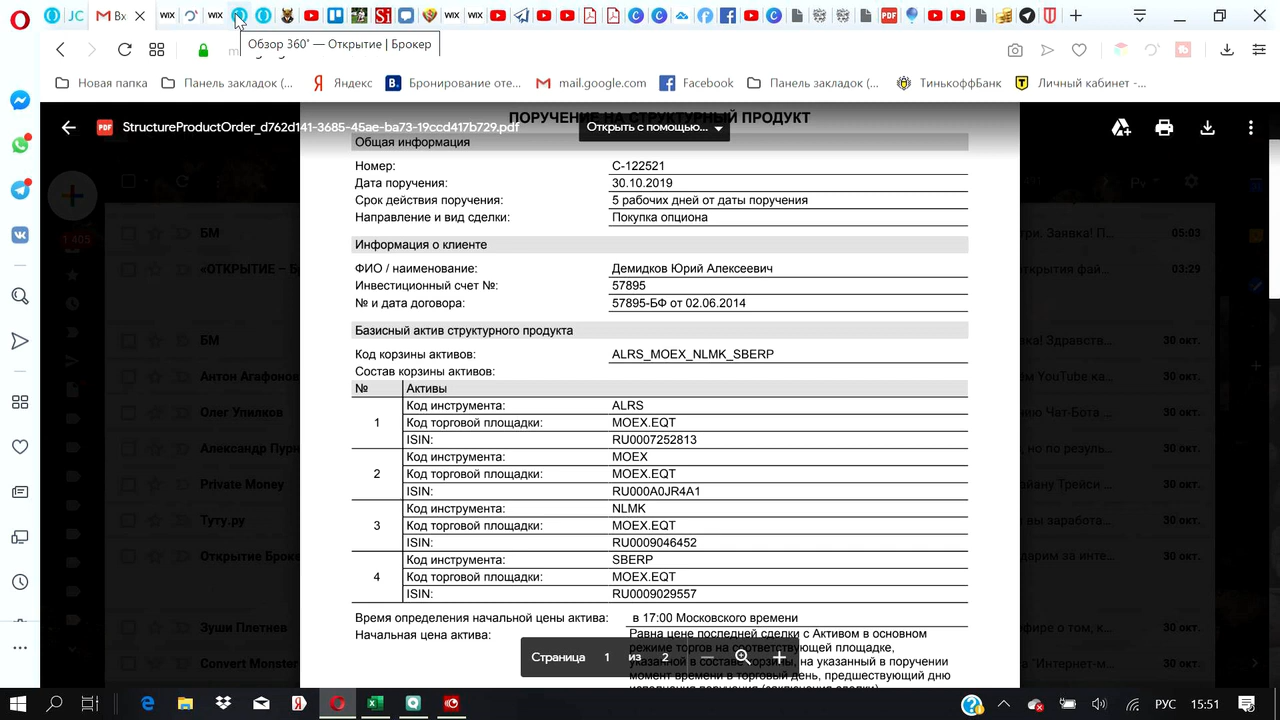 Вх
Обзор 360° — Открытие | Брокер
Новая папка
Панель закладок (...
Яндекс
Бронирование оте...
mail.google.com
Facebook
Панель закладок (...
ТинькоффБанк
Личный кабинет -...
StructureProductOrder_d762d141-3685-45ae-ba73-19ccd417b729.pdf
Открыть с помощью...
ПОРУЧЕНИЕ НА СТРУКТУРНЫЙ ПРОДУКТ
Общая информация
Номер: С-122521
Дата поручения: 30.10.2019
Срок действия поручения: 5 рабочих дней от даты поручения
Направление и вид сделки: Покупка опциона
Информация о клиенте
ФИО / наименование: Демидков Юрий Алексеевич
Инвестиционный счет №: 57895
№ и дата договора: 57895-БФ от 02.06.2014
Базисный актив структурного продукта
Код корзины активов: ALRS_MOEX_NLMK_SBERP
Состав корзины активов:
№ Активы
1 Код инструмента: ALRS
Код торговой площадки: MOEX.EQT
ISIN: RU0007252813
2 Код инструмента: MOEX
Код торговой площадки: MOEX.EQT
ISIN: RU000A0JR4A1
3 Код инструмента: NLMK
Код торговой площадки: MOEX.EQT
ISIN: RU0009046452
4 Код инструмента: SBERP
Код торговой площадки: MOEX.EQT
ISIN: RU0009029557
Время определения начальной цены актива: в 17:00 Московского времени
Начальная цена актива: Равна цене последней сделки с Активом в основном
режиме торгов на соответствующей площадке,
указанной в составе корзины, на указанный в поручении
момент времени в торговый день, предшествующий дню
Страница 1 из 2
1 405
БМ
05:03
«ОТКРЫТИЕ – Б
03:29
БМ
30 окт.
Антон Агафонов
30 окт.
Олег Упилков
30 окт.
Александр Пури
30 окт.
Private Money
30 окт.
Туту.ру
30 окт.
Открытие Броке
30 окт.
Зуши Плетнев
30 окт.
Convert Monster
30 окт.
РУС
15:51